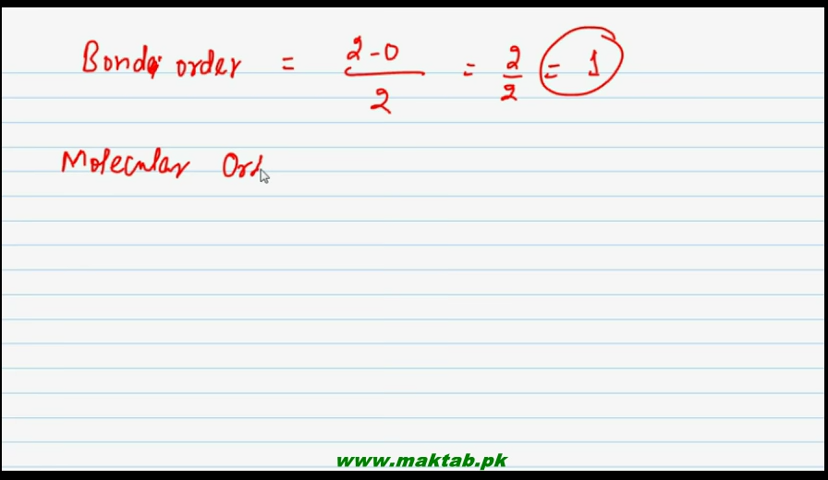 Bond order = 2-0/2 = 2/2 = 1
Molecular Ord
www.maktab.pk